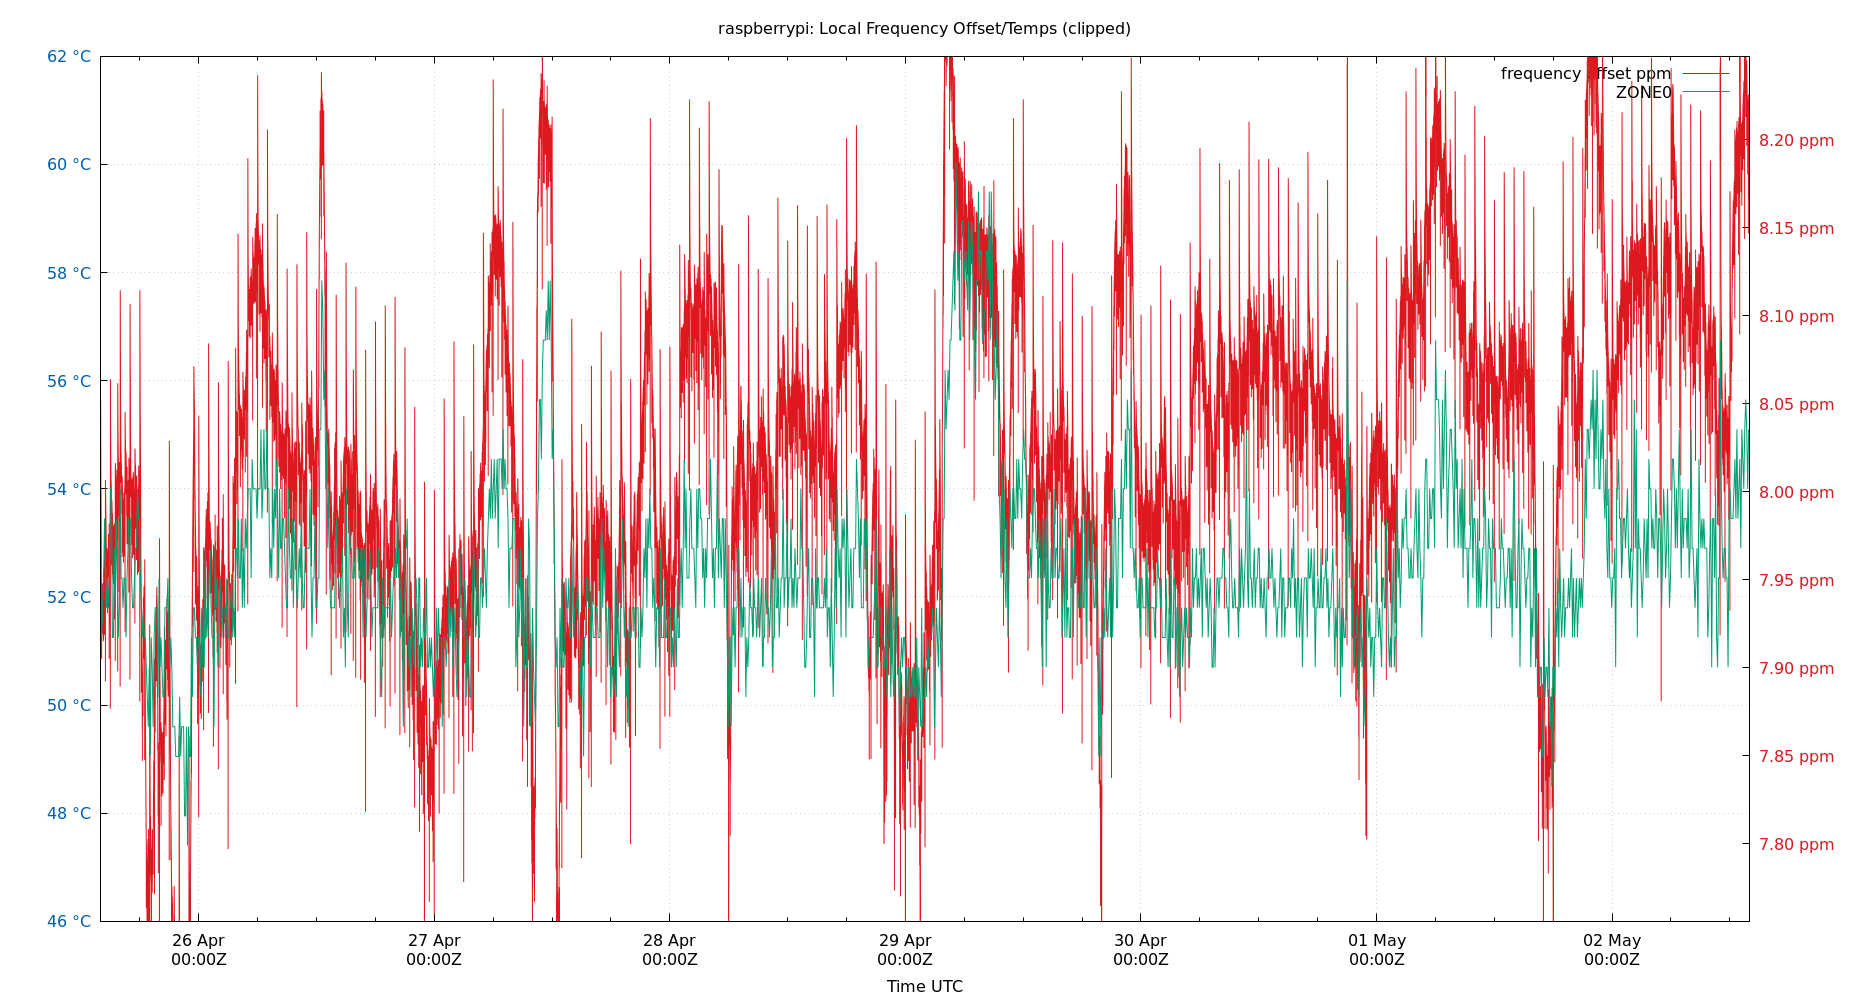 raspberrypi: Local Frequency Offset/Temps (clipped)
62 °C
60 °C
58 °C
56 °C
54 °C
52 °C
50 °C
48 °C
46 °C
frequency offset ppm
ZONE0
8.20 ppm
8.15 ppm
8.10 ppm
8.05 ppm
8.00 ppm
7.95 ppm
7.90 ppm
7.85 ppm
7.80 ppm
26 Apr
00:00Z
27 Apr
00:00Z
28 Apr
00:00Z
29 Apr
00:00Z
30 Apr
00:00Z
01 May
00:00Z
02 May
00:00Z
Time UTC